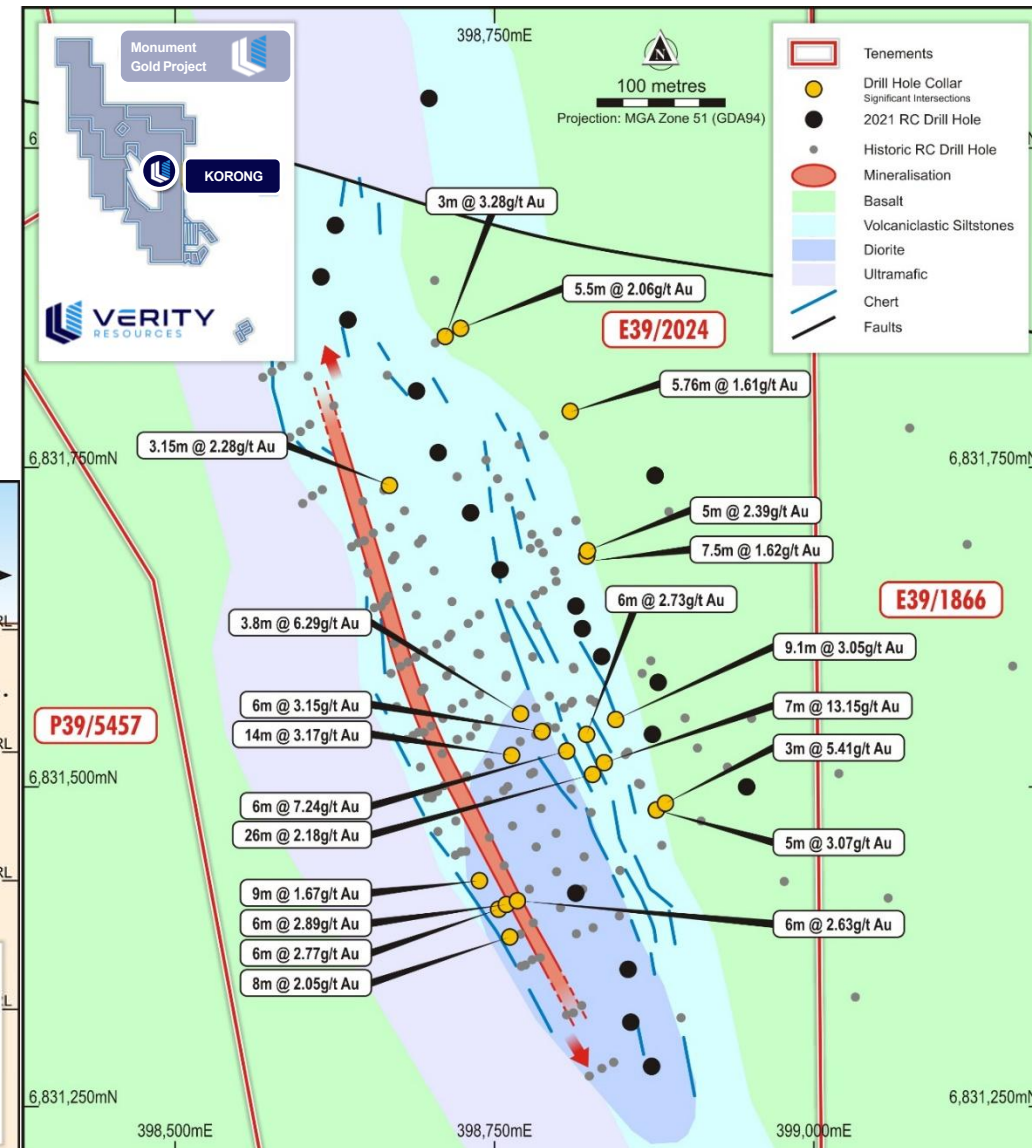 Monument
Gold Project
KORONG
VERITY
RESOURCES
398,750mE
N
100 metres
Projection: MGA Zone 51 (GDA94)
Tenements
Drill Hole Collar
Significant Intersections
2021 RC Drill Hole
Historic RC Drill Hole
Mineralisation
Basalt
Volcaniclastic Siltstones
Diorite
Ultramafic
Chert
Faults
3m @ 3.28g/t Au
5.5m @ 2.06g/t Au
E39/2024
5.76m @ 1.61g/t Au
3.15m @ 2.28g/t Au
6,831,750mN
6,831,750mN
5m @ 2.39g/t Au
7.5m @ 1.62g/t Au
6m @ 2.73g/t Au
E39/1866
3.8m @ 6.29g/t Au
9.1m @ 3.05g/t Au
6m @ 3.15g/t Au
7m @ 13.15g/t Au
P39/5457
14m @ 3.17g/t Au
3m @ 5.41g/t Au
6,831,500mN
6,831,500mN
6m @ 7.24g/t Au
26m @ 2.18g/t Au
5m @ 3.07g/t Au
9m @ 1.67g/t Au
6m @ 2.89g/t Au
6m @ 2.63g/t Au
6m @ 2.77g/t Au
8m @ 2.05g/t Au
6,831,250mN
6,831,250mN
398,500mE
398,750mE
399,000mE